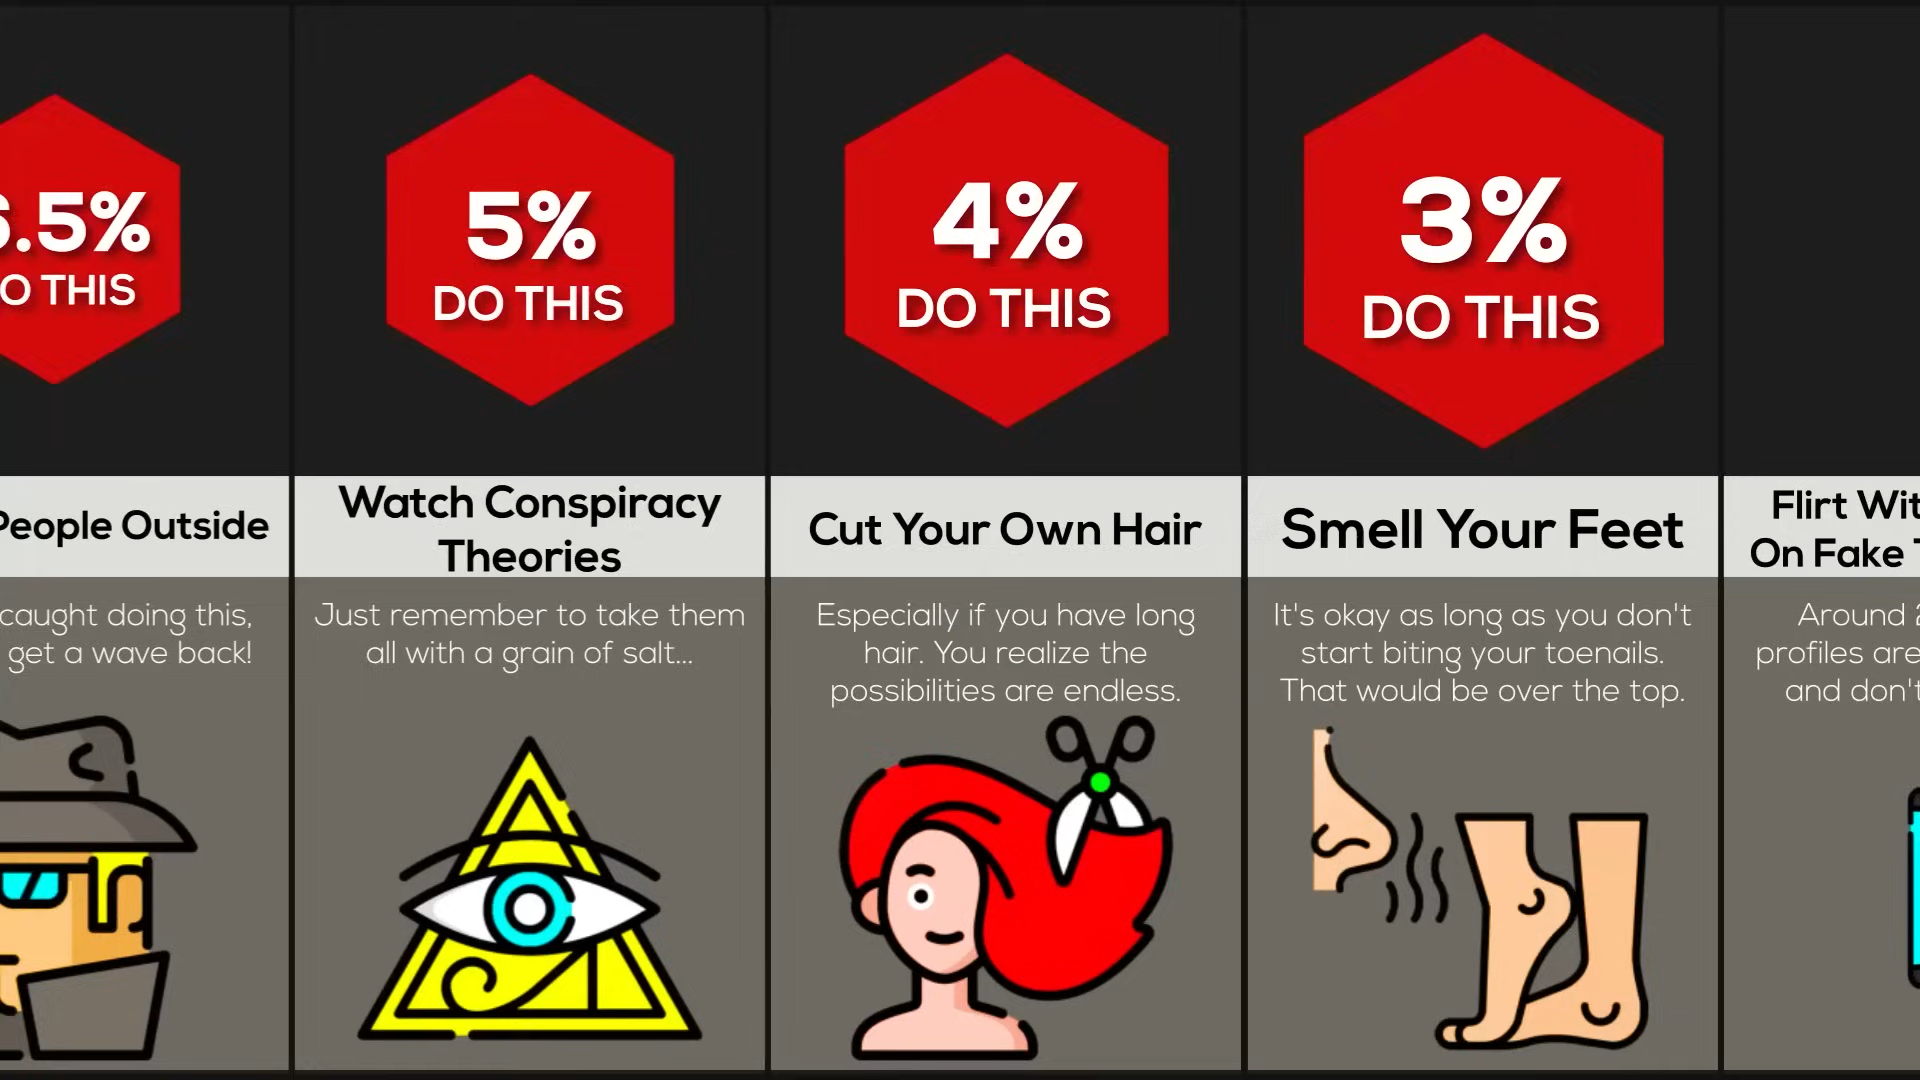 .5%
O THIS
People Outside
caught doing this,
get a wave back!
5%
DO THIS
Watch Conspiracy
Theories
Just remember to take them
all with a grain of salt...
4%
DO THIS
Cut Your Own Hair
Especially if you have long
hair. You realize the
possibilities are endless.
3%
DO THIS
Smell Your Feet
It's okay as long as you don't
start biting your toenails.
That would be over the top.
Flirt Wit
On Fake
Around 2
profiles are
and don't